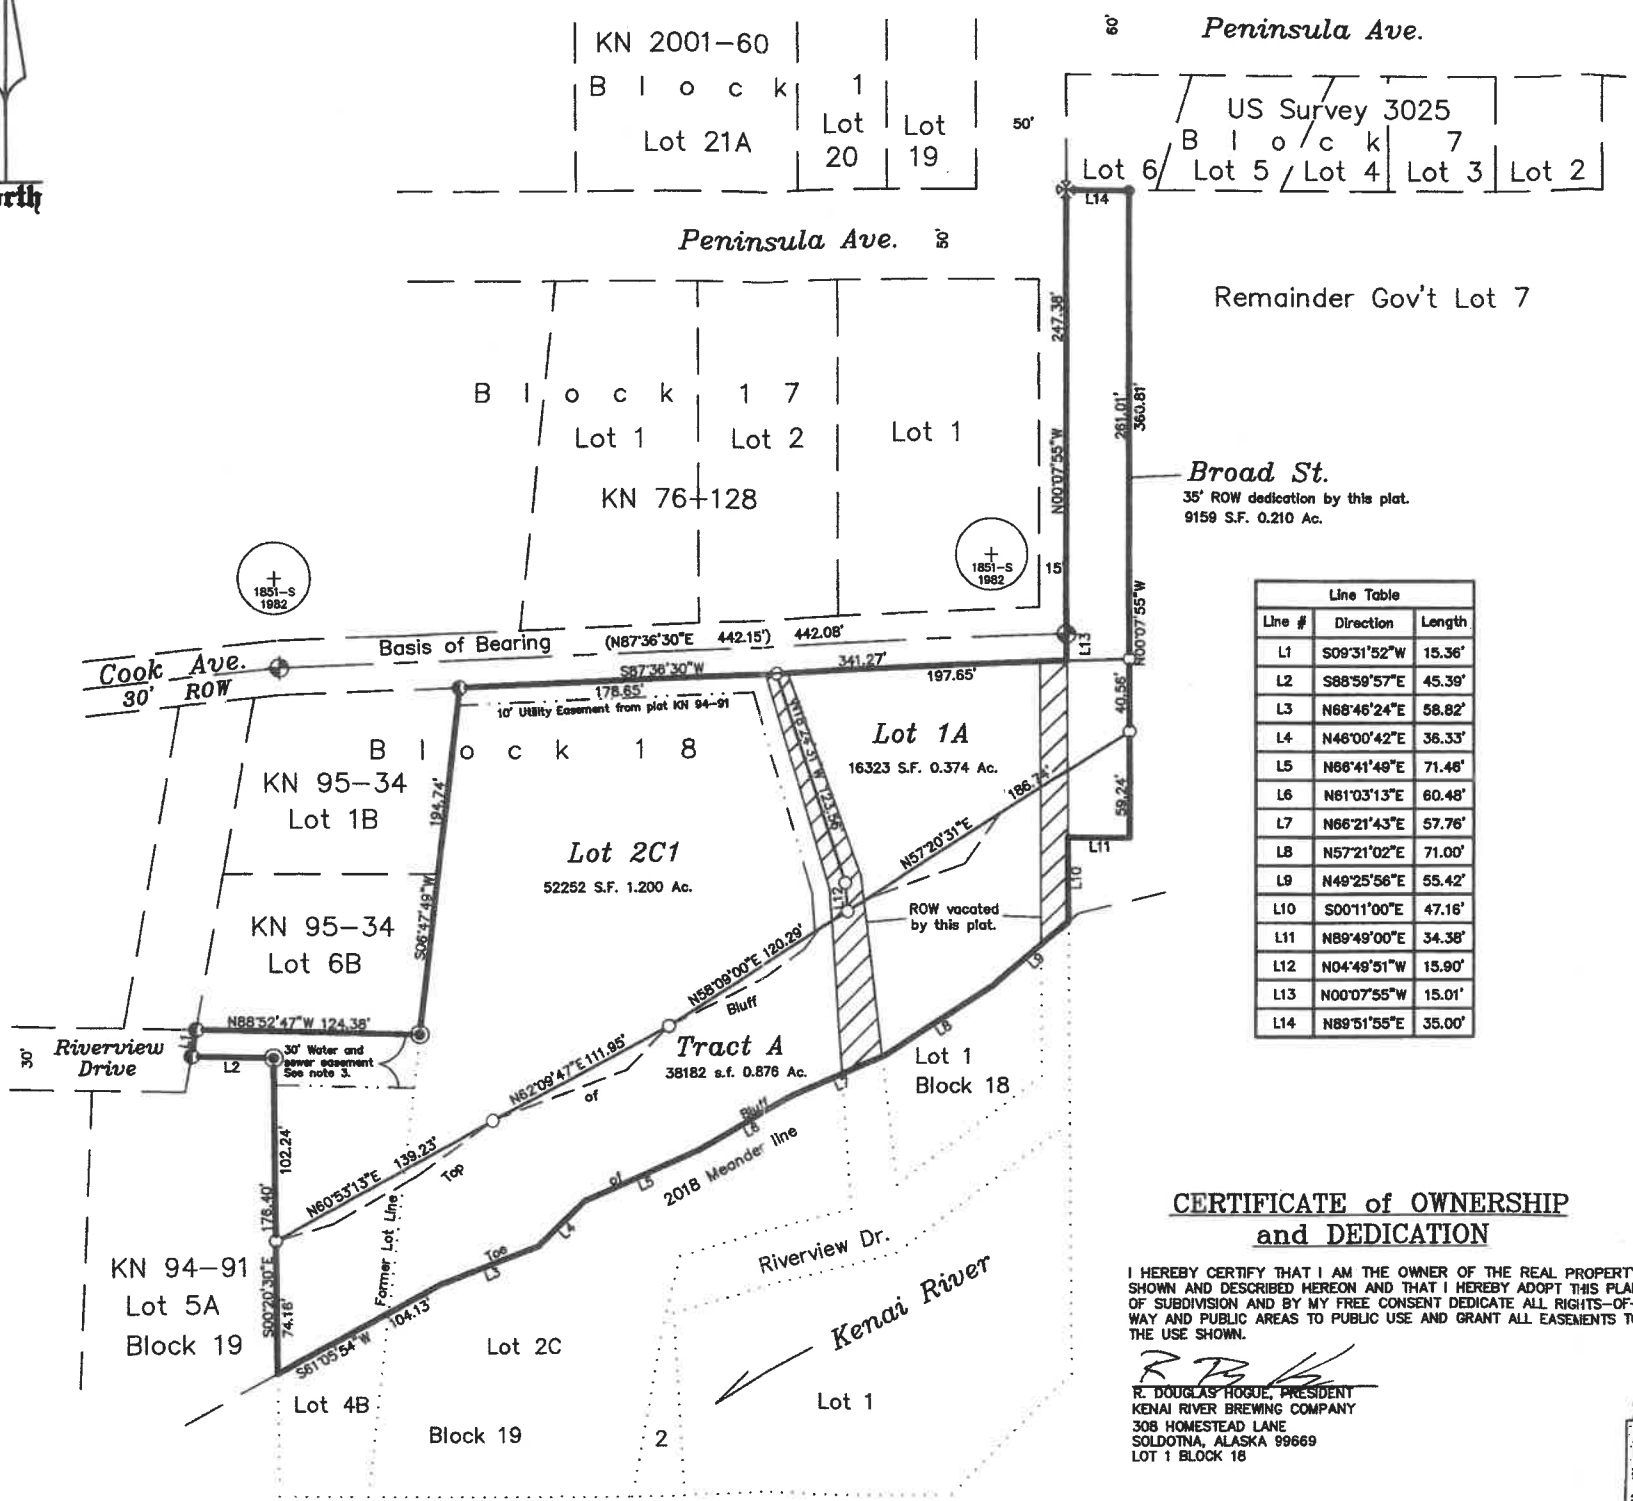 60'
Peninsula Ave.
KN 2001-60
Block 1
Lot 21A
Lot 20
Lot 19
50'
US Survey 3025
Block 7
Lot 6
Lot 5
Lot 4
Lot 3
Lot 2
L14
Peninsula Ave.
50'
Remainder Gov't Lot 7
247.38'
N00°07'55"W
261.01'
360.81'
Block 17
Lot 1
Lot 2
Lot 1
KN 76-128
Broad St.
35' ROW dedication by this plat.
9159 S.F. 0.210 Ac.
1851-S
1982
1851-S
1982
15'
N00°07'55"W
L13
Basis of Bearing
(N87°36'30"E 442.15')
442.08'
Cook Ave.
30' ROW
S87°36'30"W
341.27'
178.65'
197.65'
10' Utility Easement from plat KN 94-91
40.56'
Block 18
KN 95-34
Lot 1B
194.74'
S06°47'49"W
Lot 1A
16323 S.F. 0.374 Ac.
N18°24'31"W 123.56'
186.74'
N57°20'31"E
59.24'
L11
L10
Lot 2C1
52252 S.F. 1.200 Ac.
L12
ROW vacated
by this plat.
KN 95-34
Lot 6B
N58°09'00"E 120.29'
Bluff
L9
N88°52'47"W 124.38'
30'
Riverview
Drive
L1
L2
30' Water and
sewer easement
See note 3.
Tract A
38182 s.f. 0.876 Ac.
N62°09'47"E 111.95'
of
L8
L7
Lot 1
Block 18
Bluff
L6
2018 Meander line
102.24'
N60°53'13"E 139.23'
Top
of
L5
178.40'
Former Lot Line
L4
Toe
L3
KN 94-91
Lot 5A
Block 19
S00°20'30"E
74.16'
S61°05'54"W
104.13'
Riverview Dr.
Kenai River
Lot 2C
Lot 4B
Block 19
2
Lot 1
Line Table
Line # Direction Length
L1 S09°31'52"W 15.36'
L2 S88°59'57"E 45.39'
L3 N68°46'24"E 58.82'
L4 N46°00'42"E 36.33'
L5 N66°41'49"E 71.46'
L6 N61°03'13"E 60.48'
L7 N66°21'43"E 57.76'
L8 N57°21'02"E 71.00'
L9 N49°25'56"E 55.42'
L10 S00°11'00"E 47.16'
L11 N89°49'00"E 34.38'
L12 N04°49'51"W 15.90'
L13 N00°07'55"W 15.01'
L14 N89°51'55"E 35.00'
CERTIFICATE of OWNERSHIP
and DEDICATION
I HEREBY CERTIFY THAT I AM THE OWNER OF THE REAL PROPERTY
SHOWN AND DESCRIBED HEREON AND THAT I HEREBY ADOPT THIS PLA
OF SUBDIVISION AND BY MY FREE CONSENT DEDICATE ALL RIGHTS-OF-
WAY AND PUBLIC AREAS TO PUBLIC USE AND GRANT ALL EASEMENTS T
THE USE SHOWN.
R. DOUGLAS HOGUE, PRESIDENT
KENAI RIVER BREWING COMPANY
308 HOMESTEAD LANE
SOLDOTNA, ALASKA 99669
LOT 1 BLOCK 18